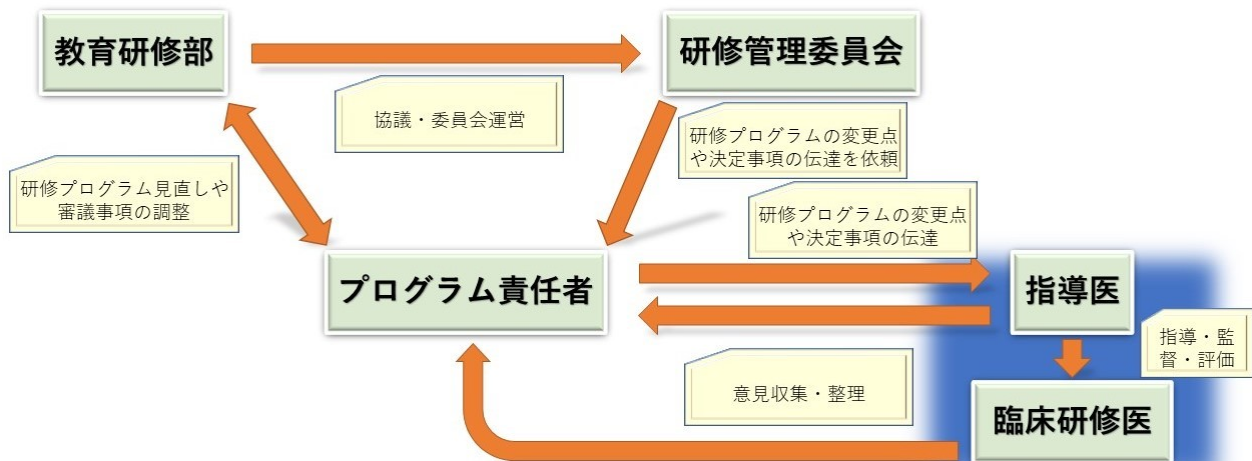 教育研修部
研修管理委員会
協議・委員会運営
研修プログラムの変更点
や決定事項の伝達を依頼
研修プログラム見直しや
審議事項の調整
研修プログラムの変更点
や決定事項の伝達
プログラム責任者
指導医
指導・監
督・評価
意見収集・整理
臨床研修医